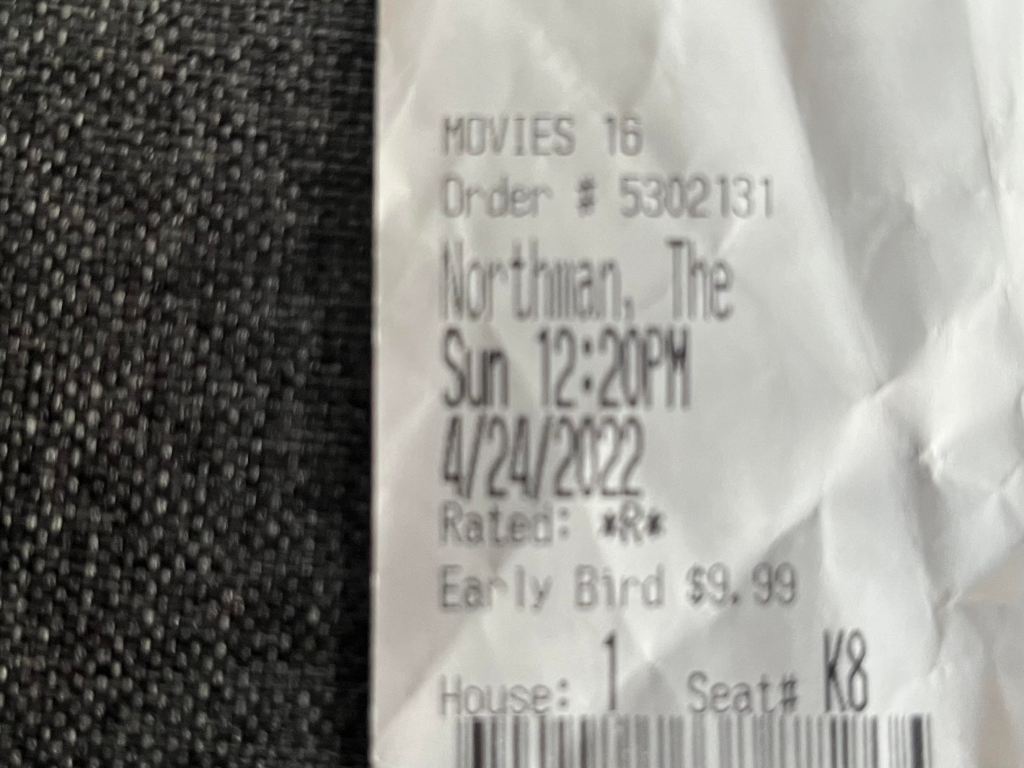 MOVIES 16
Order # 5302131
Northman, The
Sun 12:20PM
4/24/2022
Rated: *R*
Early Bird $9.99
House: 1 Seat# K8